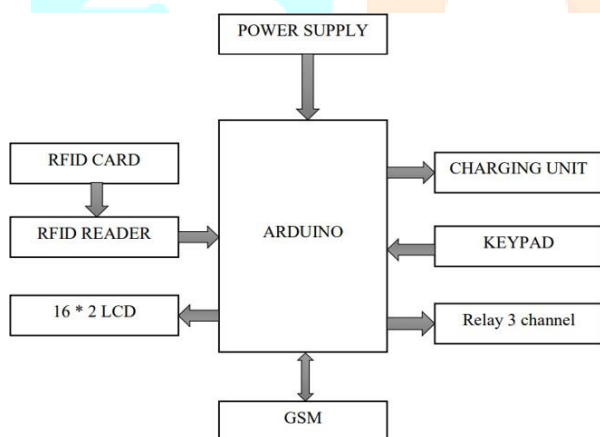 POWER SUPPLY
RFID CARD
RFID READER
16 * 2 LCD
ARDUINO
CHARGING UNIT
KEYPAD
Relay 3 channel
GSM